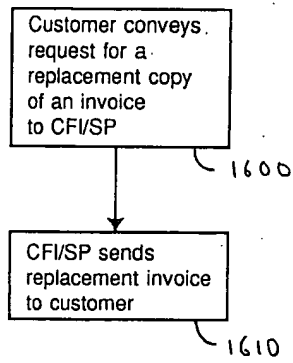 Customer conveys
request for a
replacement copy
of an invoice
to CFI/SP
1600
CFI/SP sends
replacement invoice
to customer
1610